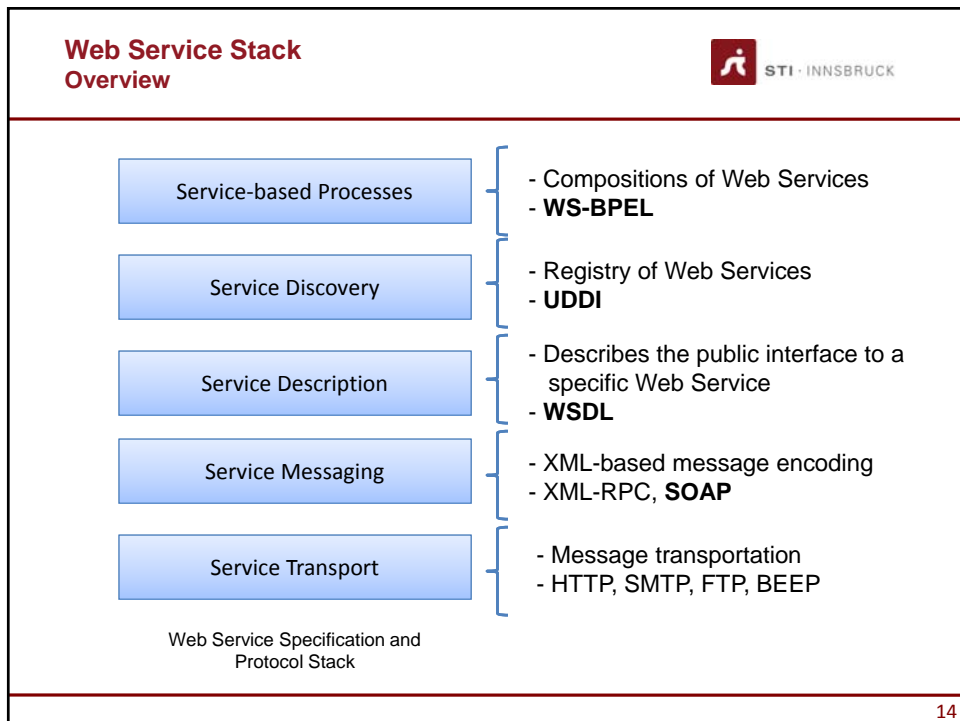 Web Service Stack
Overview
STI · INNSBRUCK
Service-based Processes
- Compositions of Web Services
- WS-BPEL
Service Discovery
- Registry of Web Services
- UDDI
Service Description
- Describes the public interface to a
specific Web Service
- WSDL
Service Messaging
- XML-based message encoding
- XML-RPC, SOAP
Service Transport
- Message transportation
- HTTP, SMTP, FTP, BEEP
Web Service Specification and
Protocol Stack
14